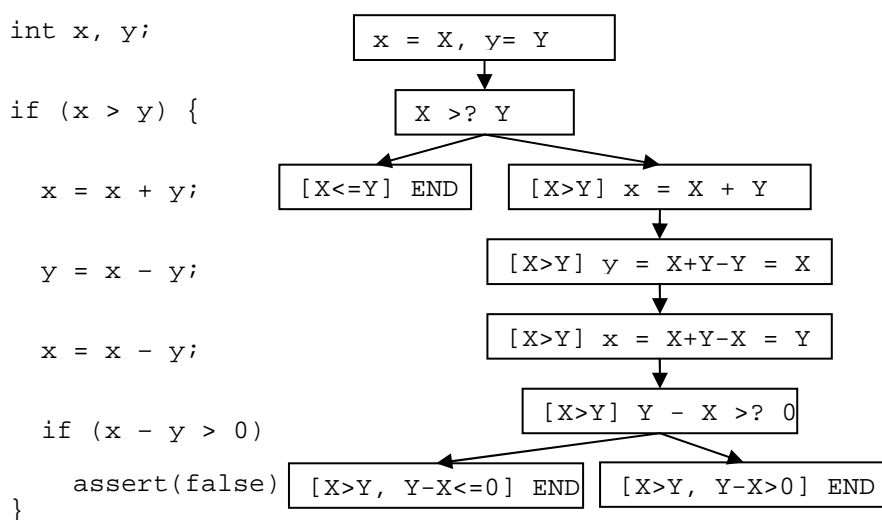 int x, y;
x = X, y= Y
if (x > y) {
X >? Y
x = x + y;
[X<=Y] END
[X>Y] x = X + Y
y = x – y;
[X>Y] y = X+Y–Y = X
x = x – y;
[X>Y] x = X+Y–X = Y
if (x – y > 0)
[X>Y] Y – X >? 0
assert(false)
[X>Y, Y–X<=0] END
[X>Y, Y–X>0] END
}